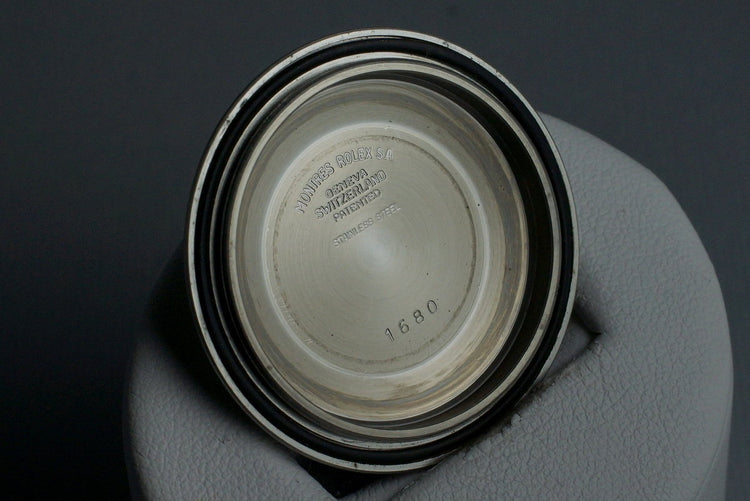 MONTRES ROLEX S.A.
GENEVA
SWITZERLAND
PATENTED
STAINLESS STEEL
1680